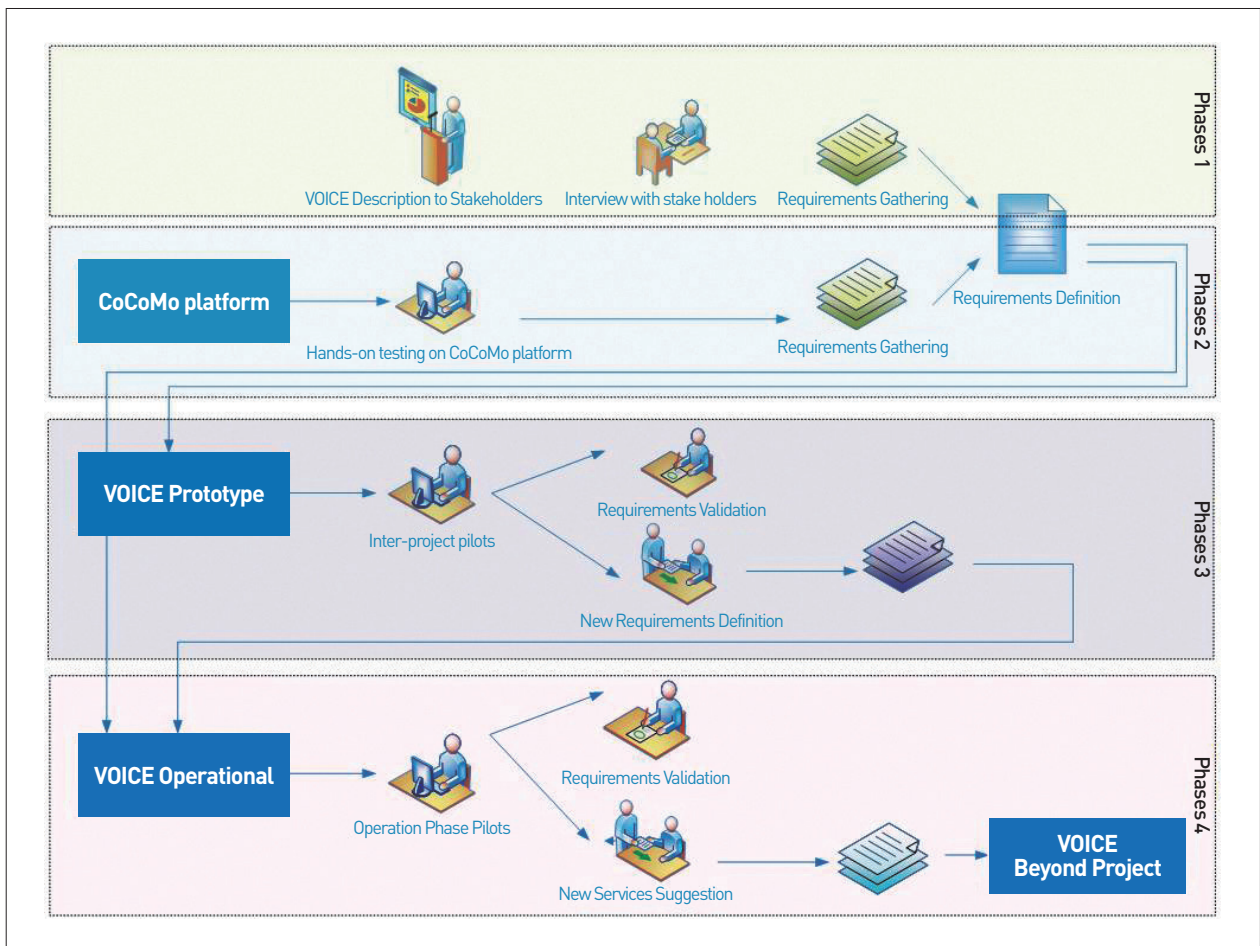 Phases 1
VOICE Description to Stakeholders
Interview with stake holders
Requirements Gathering
Phases 2
CoCoMo platform
Hands-on testing on CoCoMo platform
Requirements Gathering
Requirements Definition
Phases 3
VOICE Prototype
Inter-project pilots
Requirements Validation
New Requirements Definition
Phases 4
VOICE Operational
Operation Phase Pilots
Requirements Validation
New Services Suggestion
VOICE
Beyond Project